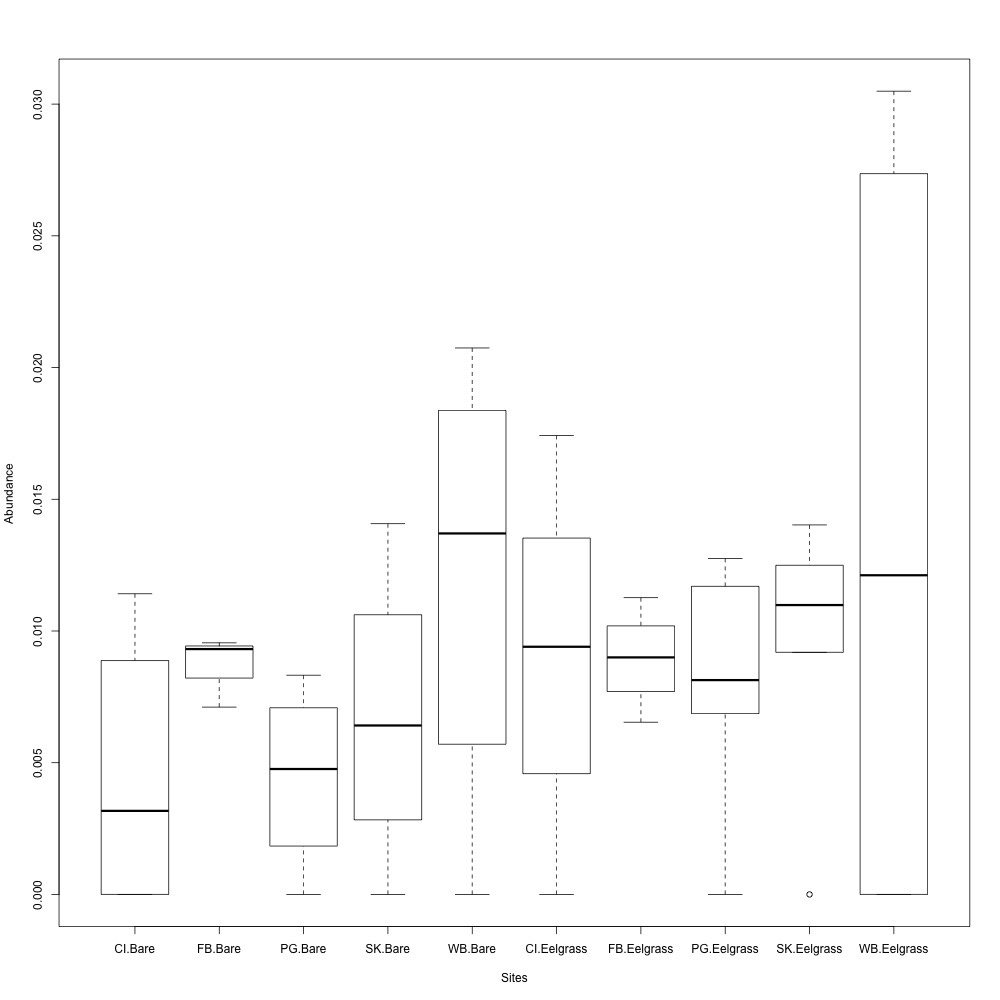 0.030
0.025
0.020
0.015
0.010
0.005
0.000
Abundance
CI.Bare FB.Bare PG.Bare SK.Bare WB.Bare CI.Eelgrass FB.Eelgrass PG.Eelgrass SK.Eelgrass WB.Eelgrass
Sites